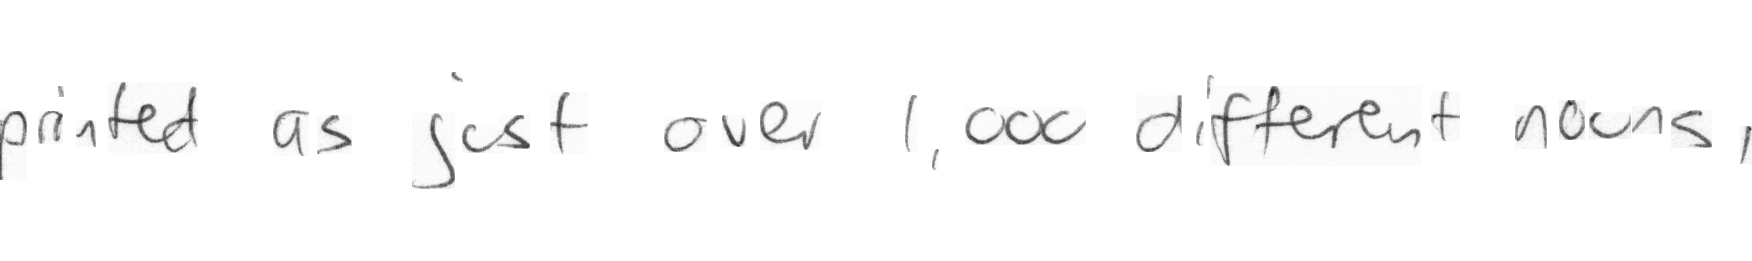 printed as just over 1,000 different nouns,